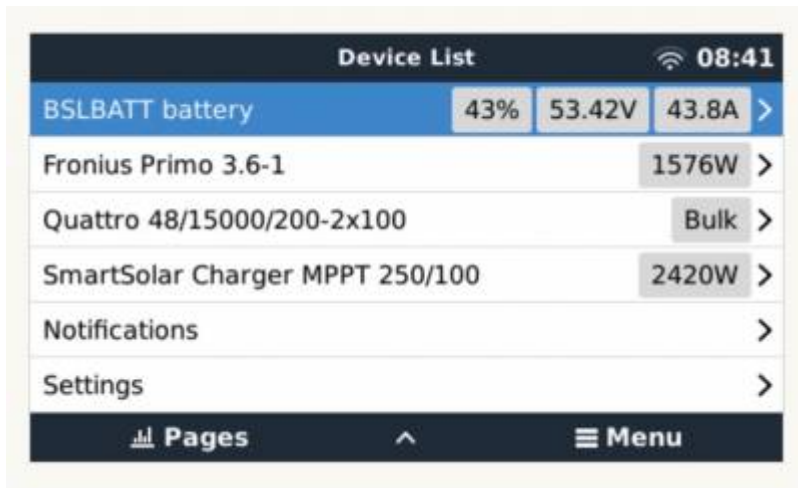 Device List 08:41
BSLBATT battery 43% 53.42V 43.8A
Fronius Primo 3.6-1 1576W
Quattro 48/15000/200-2x100 Bulk
SmartSolar Charger MPPT 250/100 2420W
Notifications
Settings
Pages Menu